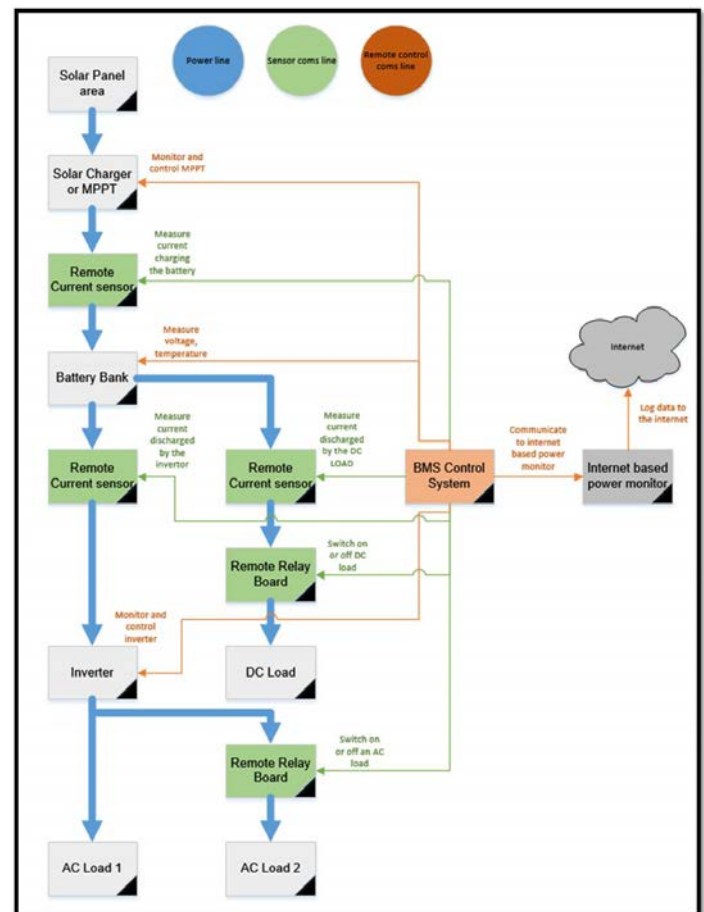 Power line
Sensor coms line
Remote control
coms line
Solar Panel
area
Monitor and
control MPPT
Solar Charger
or MPPT
Measure
current
charging
the battery
Remote
Current sensor
Measure
voltage,
temperature
Internet
Battery Bank
Measure
current
discharged
by the
invertor
Measure
current
discharged
by the DC
LOAD
Communicate
to internet
based power
monitor
Log data to
the internet
Remote
Current sensor
Remote
Current sensor
BMS Control
System
Internet based
power monitor
Switch on
or off DC
load
Remote Relay
Board
Monitor and
control
inverter
Inverter
DC Load
Switch on
or off an AC
load
Remote Relay
Board
AC Load 1
AC Load 2